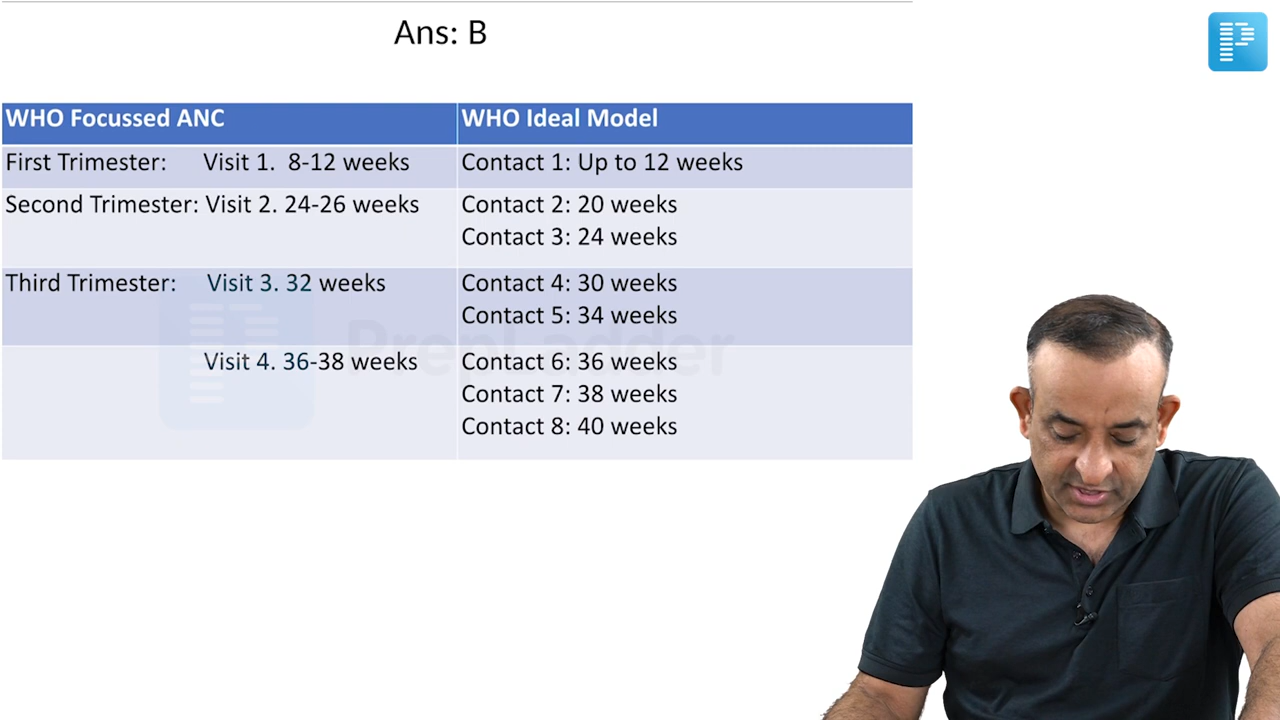 Ans: B
WHO Focussed ANC
WHO Ideal Model
First Trimester: Visit 1. 8-12 weeks
Contact 1: Up to 12 weeks
Second Trimester: Visit 2. 24-26 weeks
Contact 2: 20 weeks
Contact 3: 24 weeks
Third Trimester: Visit 3. 32 weeks
Contact 4: 30 weeks
Contact 5: 34 weeks
Visit 4. 36-38 weeks
Contact 6: 36 weeks
Contact 7: 38 weeks
Contact 8: 40 weeks
PrepLadder